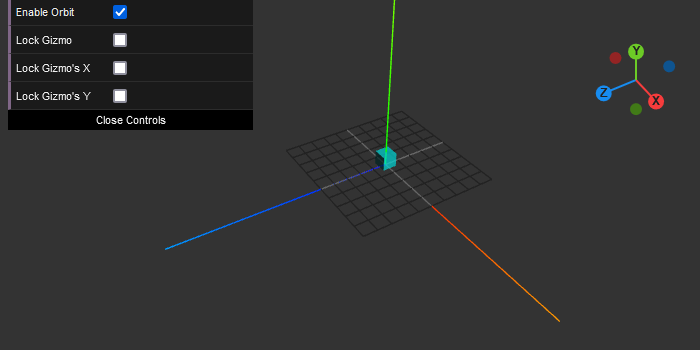 Enable Orbit
Lock Gizmo
Lock Gizmo's X
Lock Gizmo's Y
Close Controls
Y
Z
X